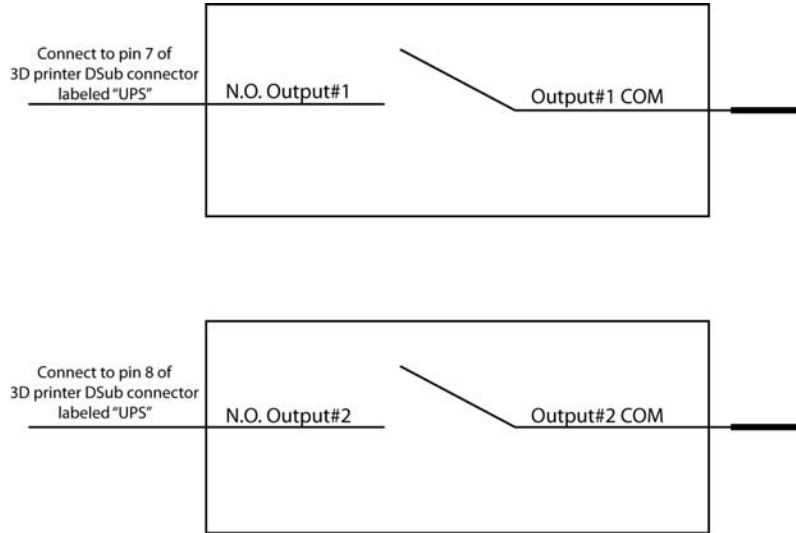 Connect to pin 7 of
3D printer DSub connector
labeled “UPS”
N.O. Output#1
Output#1 COM
Connect to pin 8 of
3D printer DSub connector
labeled “UPS”
N.O. Output#2
Output#2 COM